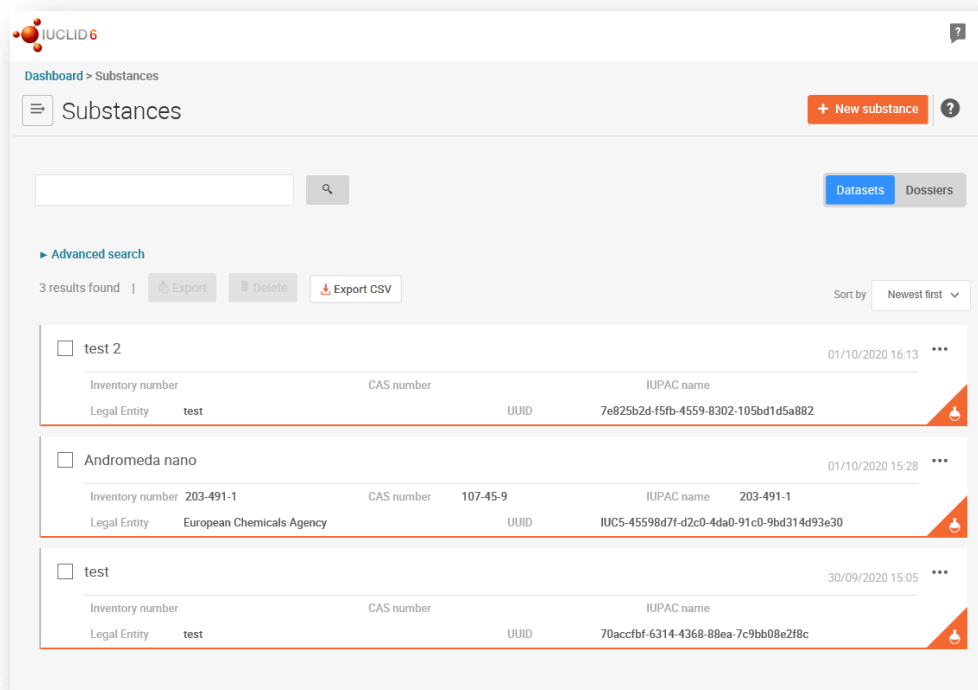 IUCLID 6
?
Dashboard > Substances
Substances
+ New substance
?
Datasets Dossiers
► Advanced search
3 results found | Export Delete Export CSV
Sort by Newest first
test 2
01/10/2020 16:13
Inventory number CAS number IUPAC name
Legal Entity test UUID 7e825b2d-f5fb-4559-8302-105bd1d5a882
Andromeda nano
01/10/2020 15:28
Inventory number 203-491-1 CAS number 107-45-9 IUPAC name 203-491-1
Legal Entity European Chemicals Agency UUID IUC5-45598d7f-d2c0-4da0-91c0-9bd314d93e30
test
30/09/2020 15:05
Inventory number CAS number IUPAC name
Legal Entity test UUID 70accfbf-6314-4368-88ea-7c9bb08e2f8c